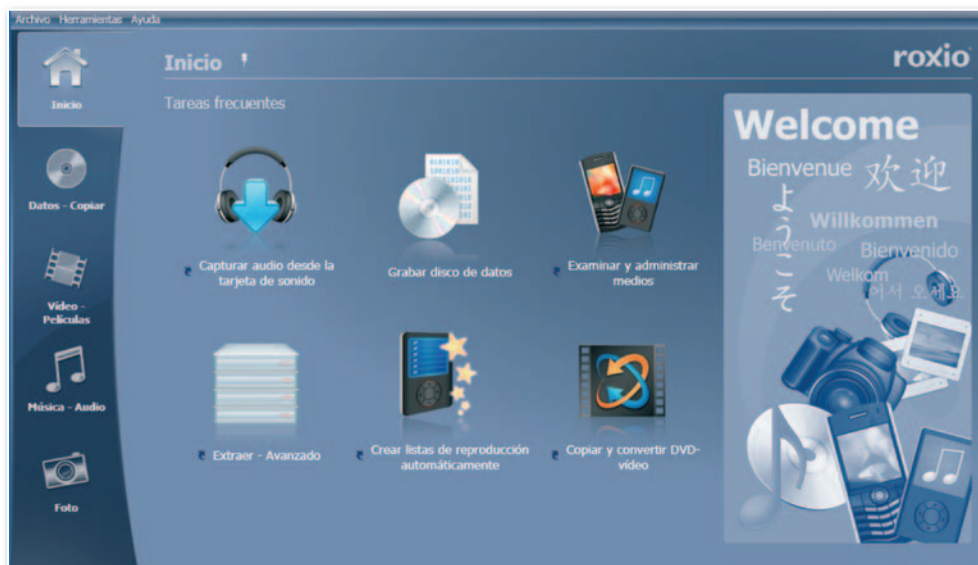 Archivo Herramientas Ayuda
Inicio
roxio
Inicio
Tareas frecuentes
Datos - Copiar
Vídeo -
Películas
Música - Audio
Foto
Capturar audio desde la
tarjeta de sonido
Grabar disco de datos
Examinar y administrar
medios
Extraer - Avanzado
Crear listas de reproducción
automáticamente
Copiar y convertir DVD-
vídeo
Welcome
Bienvenue 欢迎
ようこそ
Willkommen
Benvenuto
Bienvenido
Welkom
어서 오세요